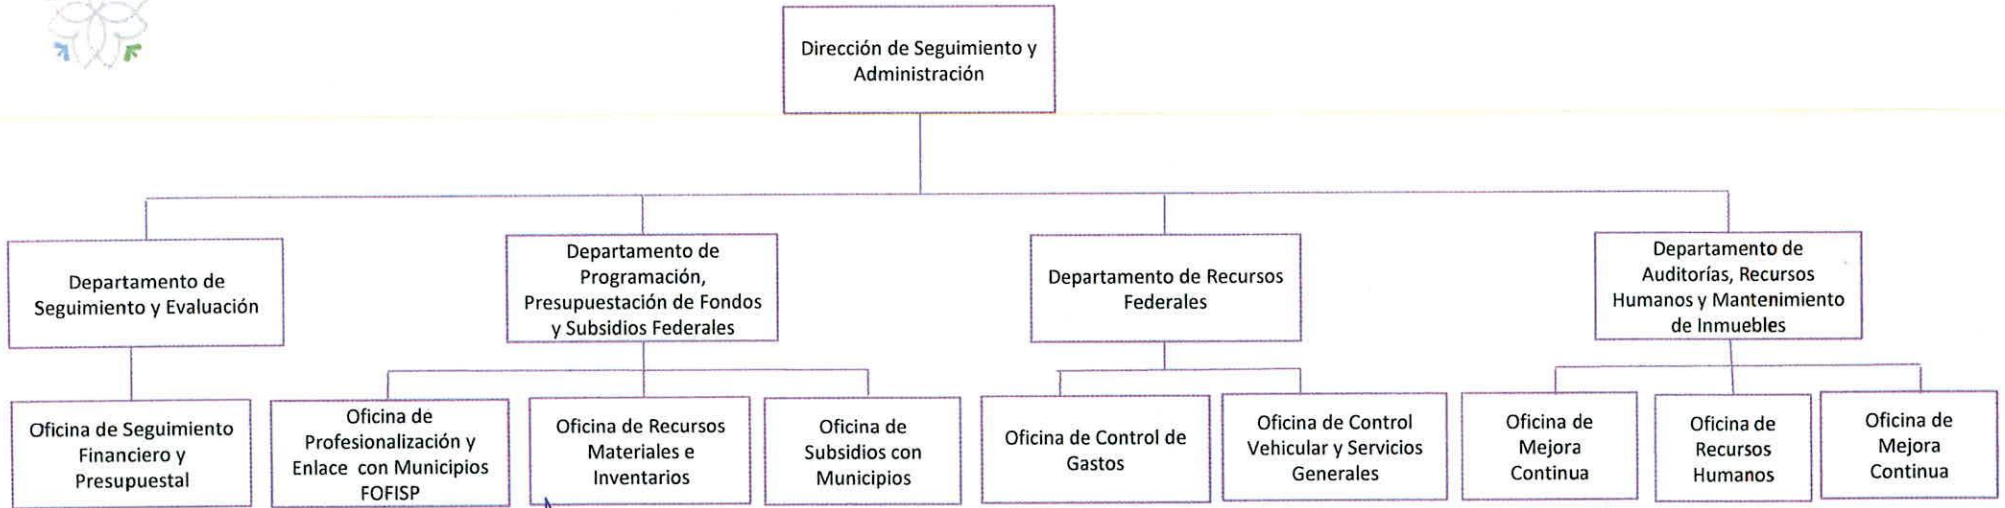 Dirección de Seguimiento y
Administración
Departamento de
Seguimiento y Evaluación
Departamento de
Programación,
Presupuestación de Fondos
y Subsidios Federales
Departamento de Recursos
Federales
Departamento de
Auditorías, Recursos
Humanos y Mantenimiento
de Inmuebles
Oficina de Seguimiento
Financiero y
Presupuestal
Oficina de
Profesionalización y
Enlace con Municipios
FOFISP
Oficina de Recursos
Materiales e
Inventarios
Oficina de
Subsidios con
Municipios
Oficina de Control de
Gastos
Oficina de Control
Vehicular y Servicios
Generales
Oficina de
Mejora
Continua
Oficina de
Recursos
Humanos
Oficina de
Mejora
Continua